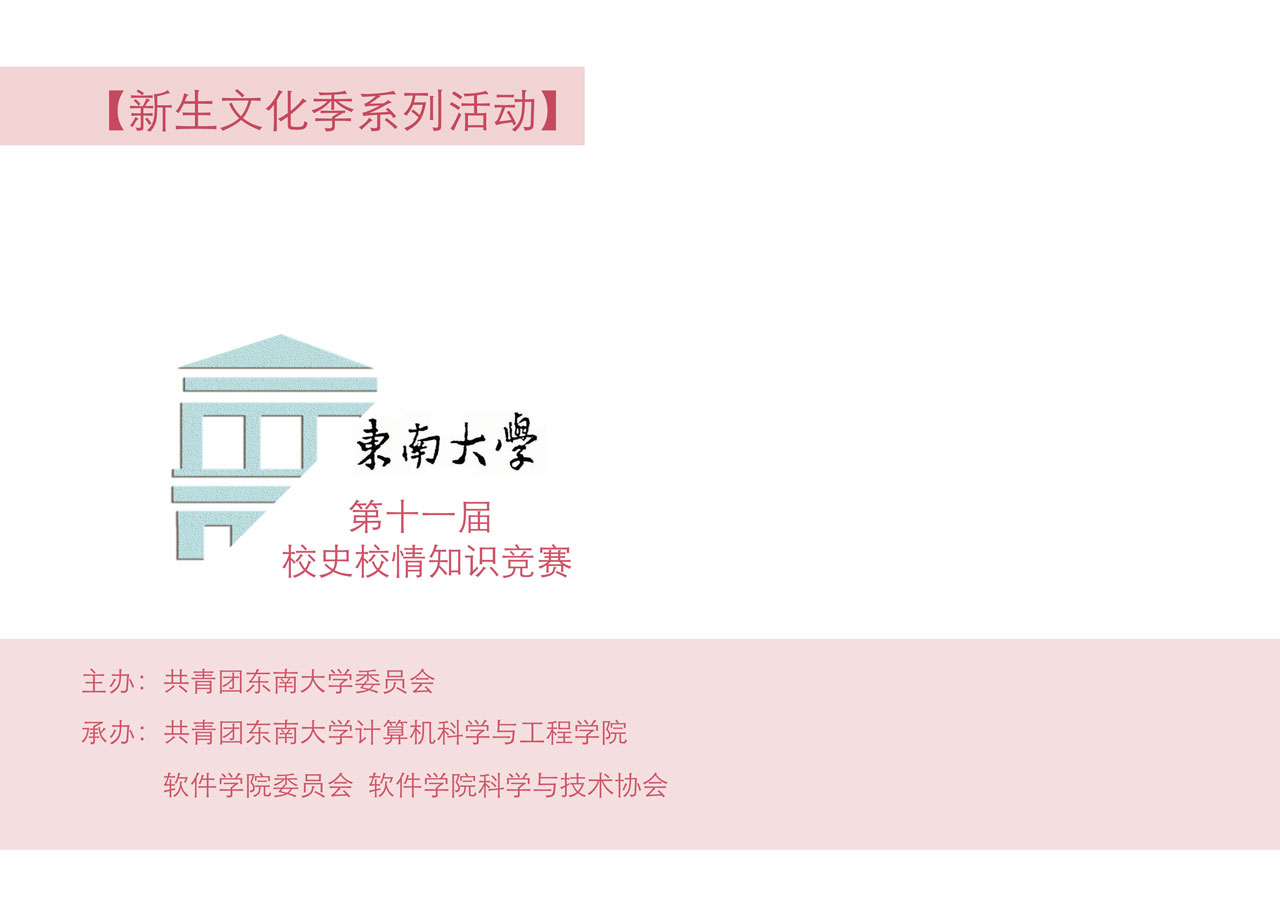 【新生文化季系列活动】
東南大學
第十一届
校史校情知识竞赛
主办：共青团东南大学委员会
承办：共青团东南大学计算机科学与工程学院
软件学院委员会 软件学院科学与技术协会